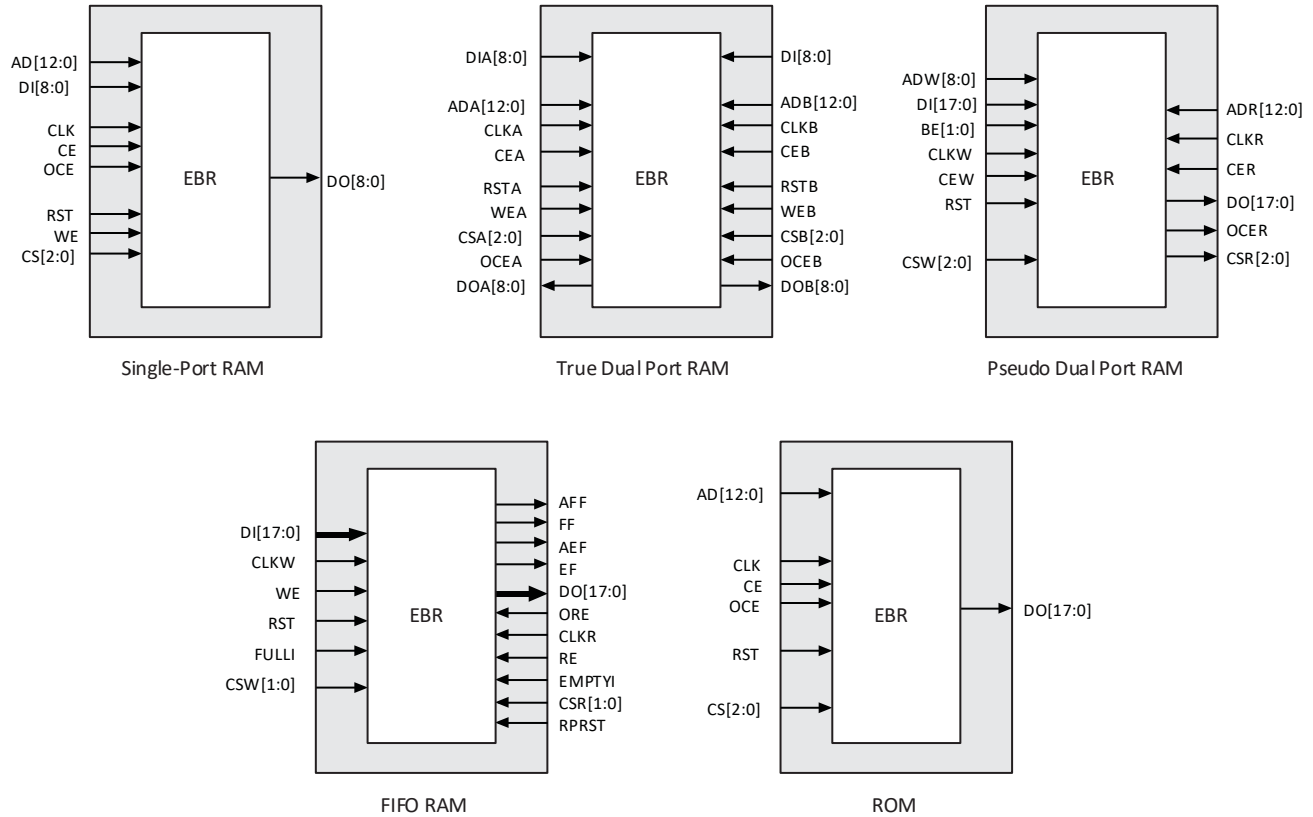 AD[12:0]
DI[8:0]
CLK
CE
OCE
RST
WE
CS[2:0]
EBR
DO[8:0]
Single-Port RAM
DIA[8:0]
ADA[12:0]
CLKA
CEA
RSTA
WEA
CSA[2:0]
OCEA
DOA[8:0]
EBR
DI[8:0]
ADB[12:0]
CLKB
CEB
RSTB
WEB
CSB[2:0]
OCEB
DOB[8:0]
True Dual Port RAM
ADW[8:0]
DI[17:0]
BE[1:0]
CLKW
CEW
RST
CSW[2:0]
EBR
ADR[12:0]
CLKR
CER
DO[17:0]
OCER
CSR[2:0]
Pseudo Dual Port RAM
DI[17:0]
CLKW
WE
RST
FULLI
CSW[1:0]
EBR
AFF
FF
AEF
EF
DO[17:0]
ORE
CLKR
RE
EMPTYI
CSR[1:0]
RPRST
FIFO RAM
AD[12:0]
CLK
CE
OCE
RST
CS[2:0]
EBR
DO[17:0]
ROM